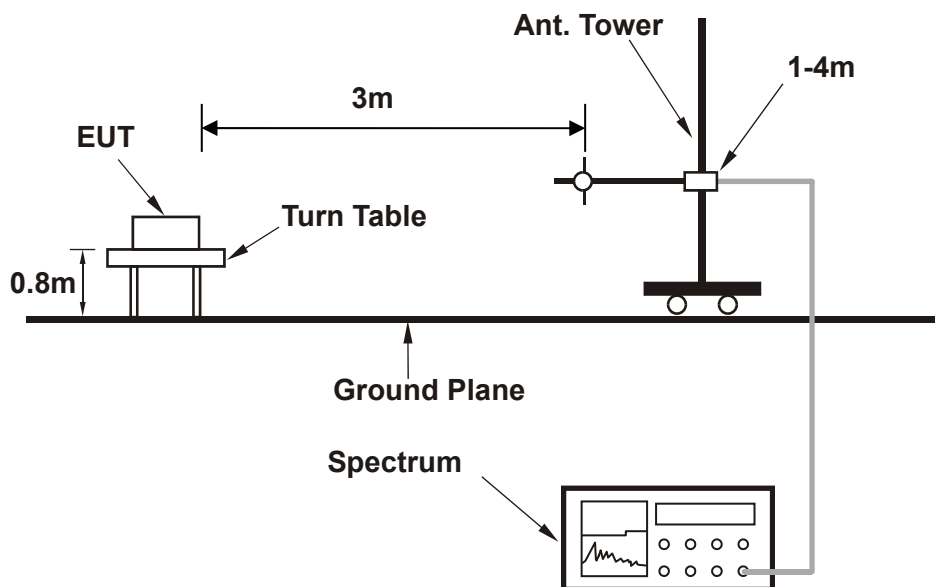 Ant. Tower
1-4m
3m
EUT
Turn Table
0.8m
Ground Plane
Spectrum